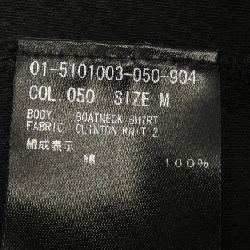 01-5101003-050-904
COL. 050 SIZE M
BODY. BOATNECK SHIRT
FABRIC CLINTON KNIT 2
組成表示
綿 100%